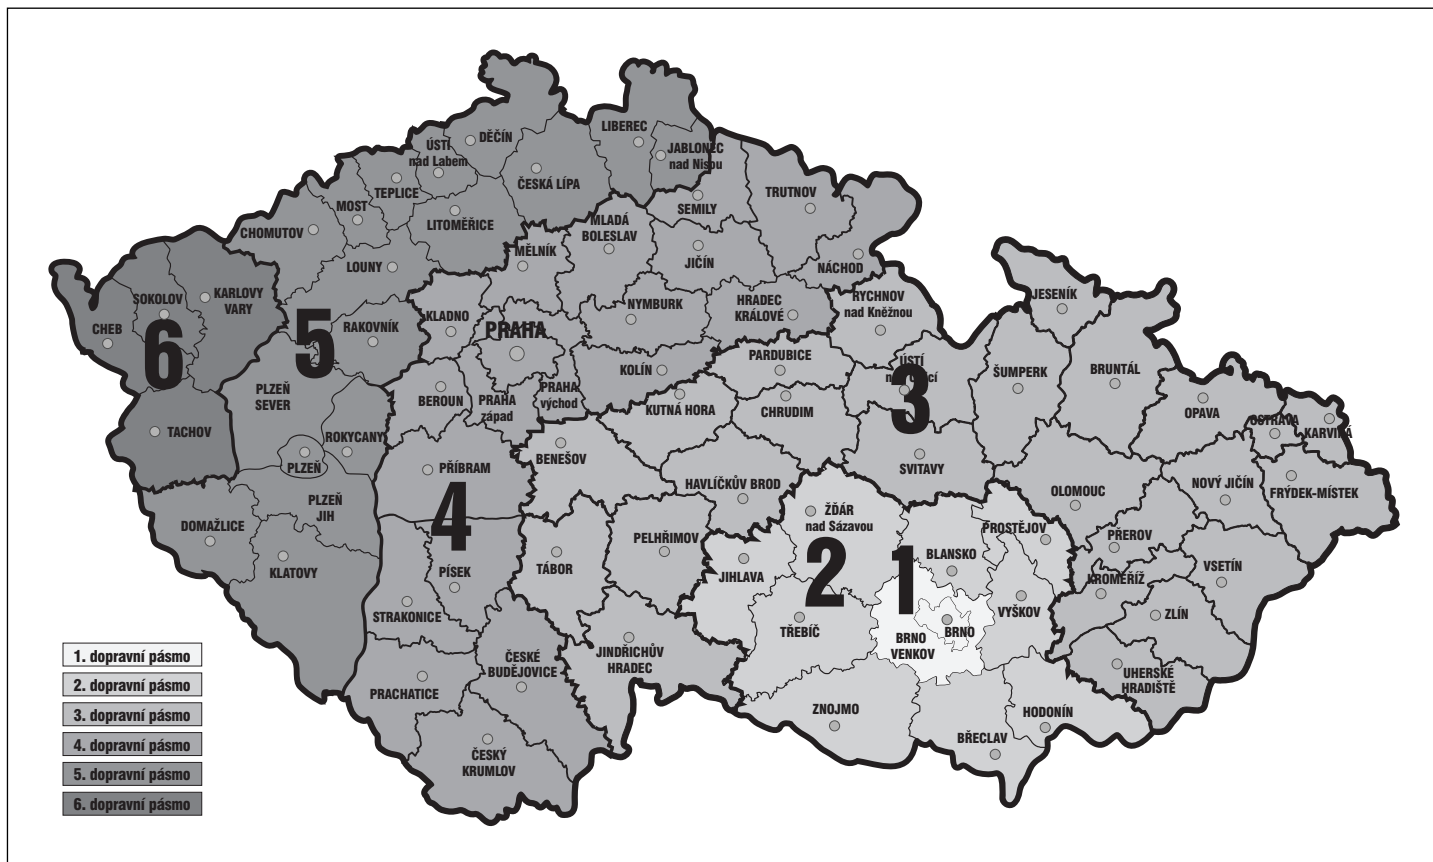 DĚČÍN
LIBEREC
ÚSTÍ
nad Labem
JABLONEC
nad Nisou
TEPLICE
ČESKÁ LÍPA
TRUTNOV
MOST
SEMILY
CHOMUTOV
LITOMĚŘICE
MLADÁ
BOLESLAV
MĚLNÍK
JIČÍN
LOUNY
NÁCHOD
SOKOLOV
KARLOVY
VARY
RYCHNOV
nad Kněžnou
JESENÍK
HRADEC
KRÁLOVÉ
NYMBURK
KLADNO
CHEB
6
5
RAKOVNÍK
PRAHA
PARDUBICE
ÚSTÍ
3
ŠUMPERK
BRUNTÁL
KOLÍN
PLZEŇ
SEVER
BEROUN
PRAHA
západ
PRAHA
východ
KUTNÁ HORA
CHRUDIM
OPAVA
OSTRAVA
KARVINÁ
TACHOV
ROKYCANY
PLZEŇ
BENEŠOV
SVITAVY
PŘÍBRAM
HAVLÍČKŮV BROD
OLOMOUC
NOVÝ JIČÍN
FRÝDEK-MÍSTEK
4
PLZEŇ
JIH
DOMAŽLICE
ŽĎÁR
nad Sázavou
PROSTĚJOV
PŘEROV
PELHŘIMOV
BLANSKO
2
1
KLATOVY
PÍSEK
TÁBOR
JIHLAVA
KROMĚŘÍŽ
VSETÍN
STRAKONICE
VYŠKOV
ZLÍN
TŘEBÍČ
BRNO
VENKOV
BRNO
JINDŘICHŮV
HRADEC
ČESKÉ
BUDĚJOVICE
UHERSKÉ
HRADIŠTĚ
PRACHATICE
ZNOJMO
HODONÍN
BŘECLAV
ČESKÝ
KRUMLOV
1. dopravní pásmo
2. dopravní pásmo
3. dopravní pásmo
4. dopravní pásmo
5. dopravní pásmo
6. dopravní pásmo